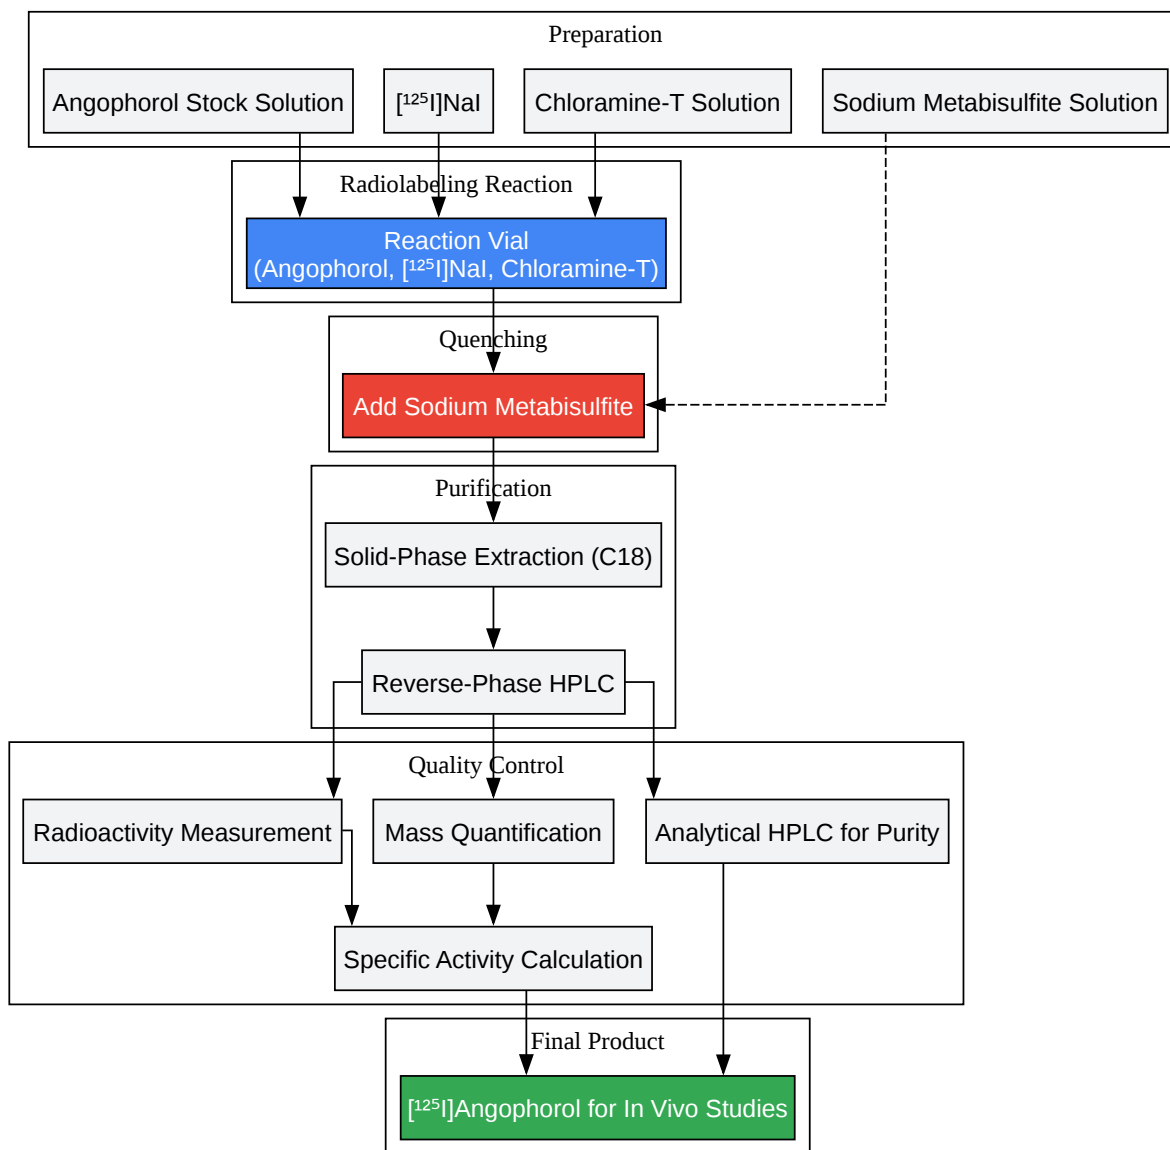 Preparation
Angophorol Stock Solution
[¹²⁵I]NaI
Chloramine-T Solution
Sodium Metabisulfite Solution
Radiolabeling Reaction
Reaction Vial
(Angophorol, [¹²⁵I]NaI, Chloramine-T)
Quenching
Add Sodium Metabisulfite
Purification
Solid-Phase Extraction (C18)
Reverse-Phase HPLC
Quality Control
Radioactivity Measurement
Mass Quantification
Analytical HPLC for Purity
Specific Activity Calculation
Final Product
[¹²⁵I]Angophorol for In Vivo Studies